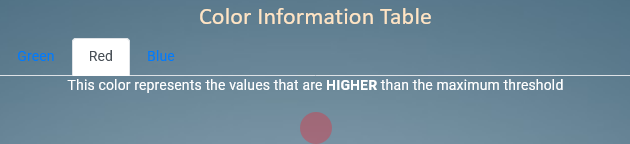 Color Information Table
Green Red Blue
This color represents the values that are HIGHER than the maximum threshold